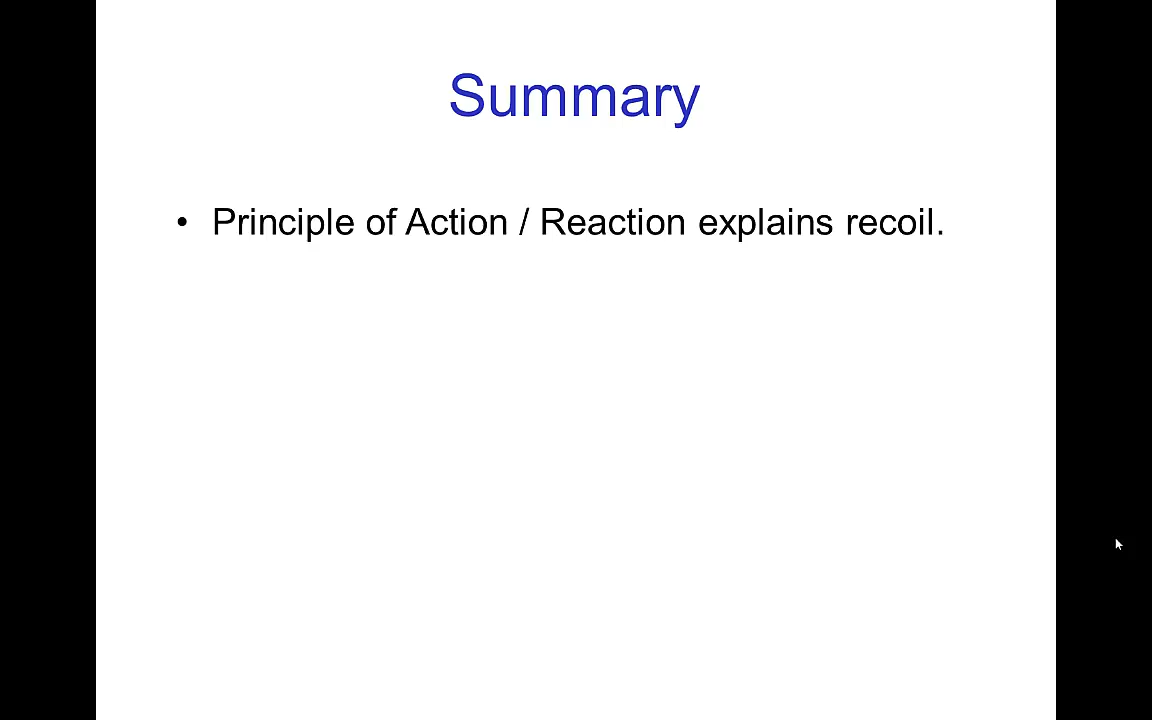 Summary
• Principle of Action / Reaction explains recoil.